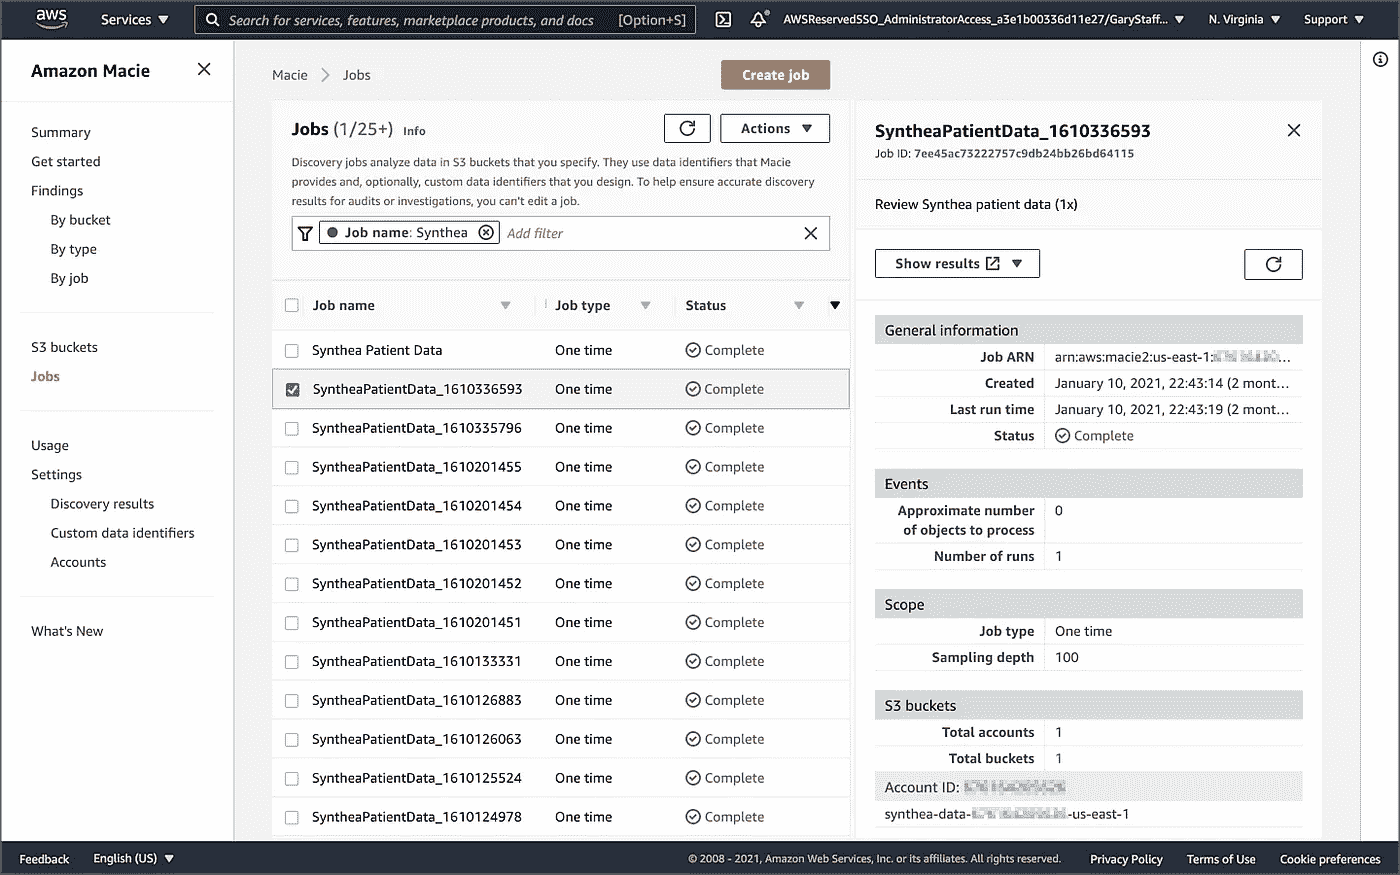 aws
Services ▼
Search for services, features, marketplace products, and docs [Option+S]
AWSReservedSSO_AdministratorAccess_a3e1b00336d11e27/GaryStaff... ▼
N. Virginia ▼
Support ▼
Amazon Macie
Summary
Get started
Findings
By bucket
By type
By job
S3 buckets
Jobs
Usage
Settings
Discovery results
Custom data identifiers
Accounts
What's New
Macie > Jobs
Create job
Jobs (1/25+) Info
Actions ▼
Discovery jobs analyze data in S3 buckets that you specify. They use data identifiers that Macie
provides and, optionally, custom data identifiers that you design. To help ensure accurate discovery
results for audits or investigations, you can't edit a job.
Job name: Synthea
Add filter
Job name Job type Status
Synthea Patient Data One time Complete
SyntheaPatientData_1610336593 One time Complete
SyntheaPatientData_1610335796 One time Complete
SyntheaPatientData_1610201455 One time Complete
SyntheaPatientData_1610201454 One time Complete
SyntheaPatientData_1610201453 One time Complete
SyntheaPatientData_1610201452 One time Complete
SyntheaPatientData_1610201451 One time Complete
SyntheaPatientData_1610133331 One time Complete
SyntheaPatientData_1610126883 One time Complete
SyntheaPatientData_1610126063 One time Complete
SyntheaPatientData_1610125524 One time Complete
SyntheaPatientData_1610124978 One time Complete
SyntheaPatientData_1610336593
Job ID: 7ee45ac73222757c9db24bb26bd64115
Review Synthea patient data (1x)
Show results ▼
General information
Job ARN arn:aws:macie2:us-east-1: ...
Created January 10, 2021, 22:43:14 (2 mont...
Last run time January 10, 2021, 22:43:19 (2 mont...
Status Complete
Events
Approximate number
of objects to process 0
Number of runs 1
Scope
Job type One time
Sampling depth 100
S3 buckets
Total accounts 1
Total buckets 1
Account ID:
synthea-data- -us-east-1
Feedback
English (US) ▼
© 2008 - 2021, Amazon Web Services, Inc. or its affiliates. All rights reserved.
Privacy Policy
Terms of Use
Cookie preferences